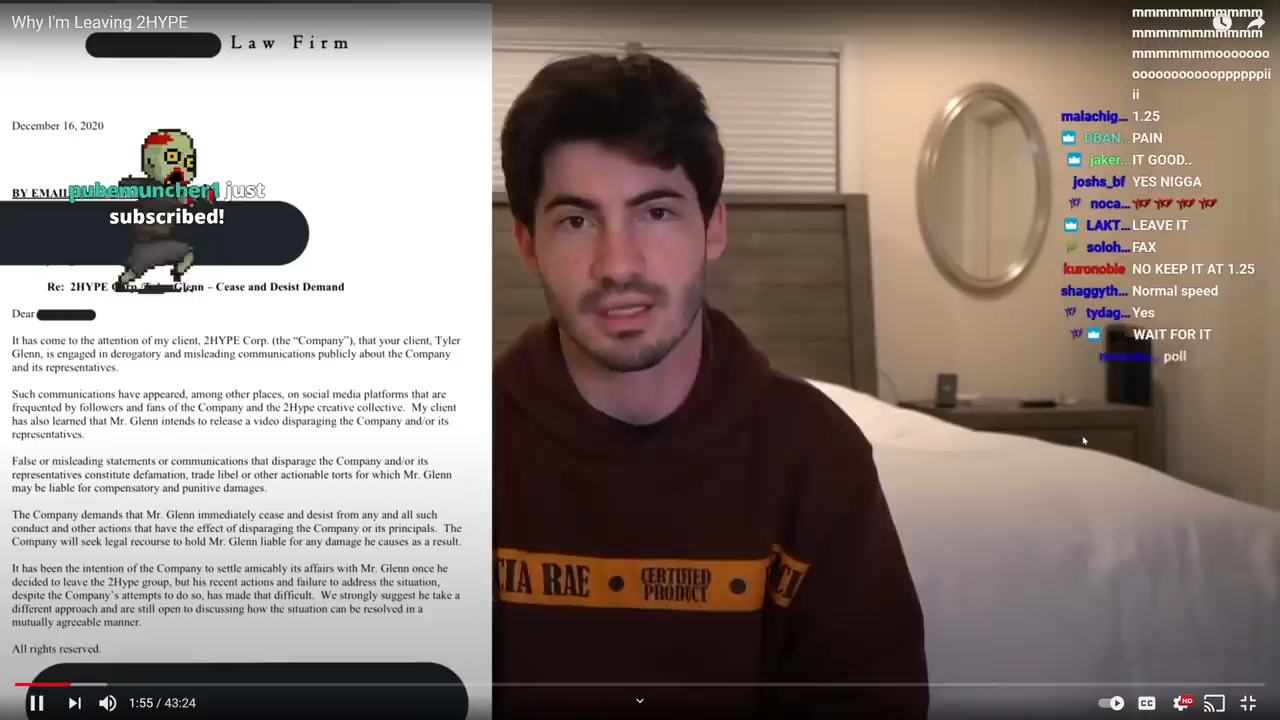 Why I'm Leaving 2HYPE
Law Firm
December 16, 2020
BY EMAIL
pubemuncher1 just
subscribed!
Re: 2HYPE Corp. Glenn – Cease and Desist Demand
Dear
It has come to the attention of my client, 2HYPE Corp. (the “Company”), that your client, Tyler
Glenn, is engaged in derogatory and misleading communications publicly about the Company
and its representatives.
Such communications have appeared, among other places, on social media platforms that are
frequented by followers and fans of the Company and the 2Hype creative collective. My client
has also learned that Mr. Glenn intends to release a video disparaging the Company and/or its
representatives.
False or misleading statements or communications that disparage the Company and/or its
representatives constitute defamation, trade libel or other actionable torts for which Mr. Glenn
may be liable for compensatory and punitive damages.
The Company demands that Mr. Glenn immediately cease and desist from any and all such
conduct and other actions that have the effect of disparaging the Company or its principals. The
Company will seek legal recourse to hold Mr. Glenn liable for any damage he causes as a result.
It has been the intention of the Company to settle amicably its affairs with Mr. Glenn once he
decided to leave the 2Hype group, but his recent actions and failure to address the situation,
despite the Company’s attempts to do so, has made that difficult. We strongly suggest he take a
different approach and are still open to discussing how the situation can be resolved in a
mutually agreeable manner.
All rights reserved.
CIA RAE • CERTIFIED
PRODUCT • CI
mmmmmmmmmmm
mmmmmmmmmmm
mmmmmmmooooooo
oooooooooooppppppii
ii
malachig... 1.25
DBAN... PAIN
jaker... IT GOOD..
joshs_bf YES NIGGA
noca...
LAKT... LEAVE IT
soloh... FAX
kuronoble NO KEEP IT AT 1.25
shaggyth... Normal speed
tydag... Yes
WAIT FOR IT
poll
1:55 / 43:24
CC
HD